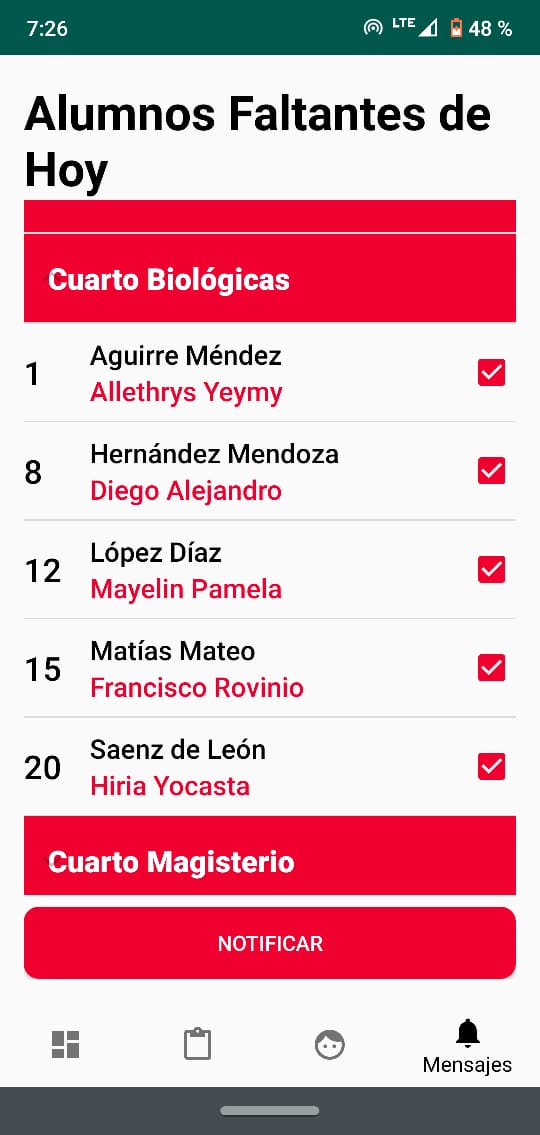 7:26 LTE 48 %
Alumnos Faltantes de
Hoy
Cuarto Biológicas
1
Aguirre Méndez
Allethrys Yeymy
8
Hernández Mendoza
Diego Alejandro
12
López Díaz
Mayelin Pamela
15
Matías Mateo
Francisco Rovinio
20
Saenz de León
Hiria Yocasta
Cuarto Magisterio
NOTIFICAR
Mensajes